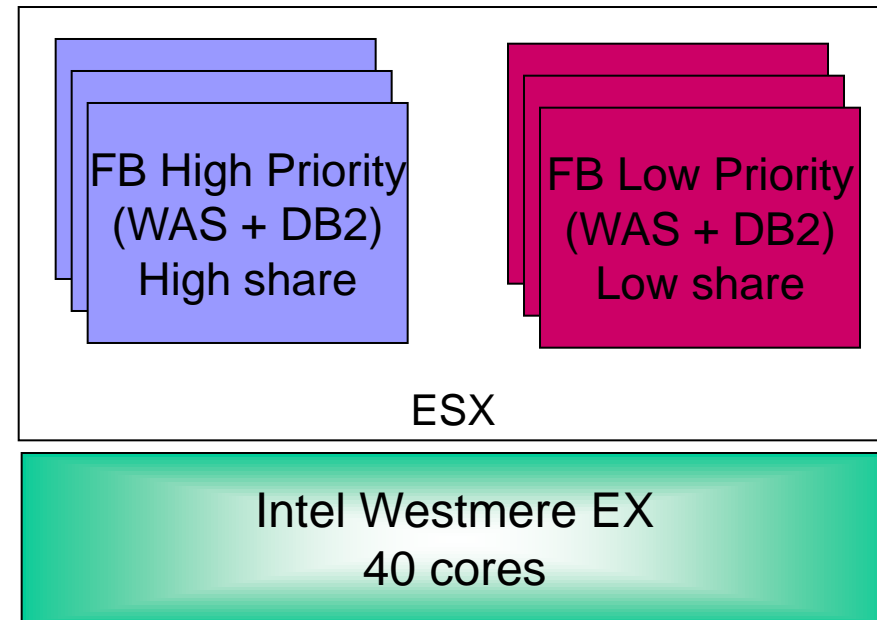 FB High Priority
(WAS + DB2)
High share
FB Low Priority
(WAS + DB2)
Low share
ESX
Intel Westmere EX
40 cores